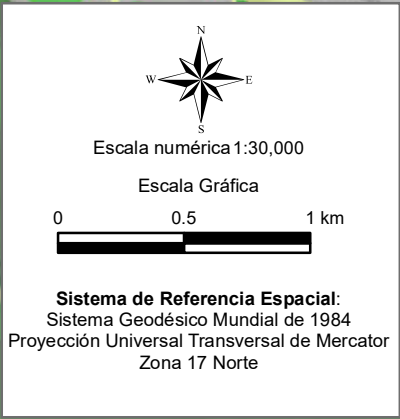 N
W E
S
Escala numérica 1:30,000
Escala Gráfica
0 0.5 1 km
Sistema de Referencia Espacial:
Sistema Geodésico Mundial de 1984
Proyección Universal Transversal de Mercator
Zona 17 Norte